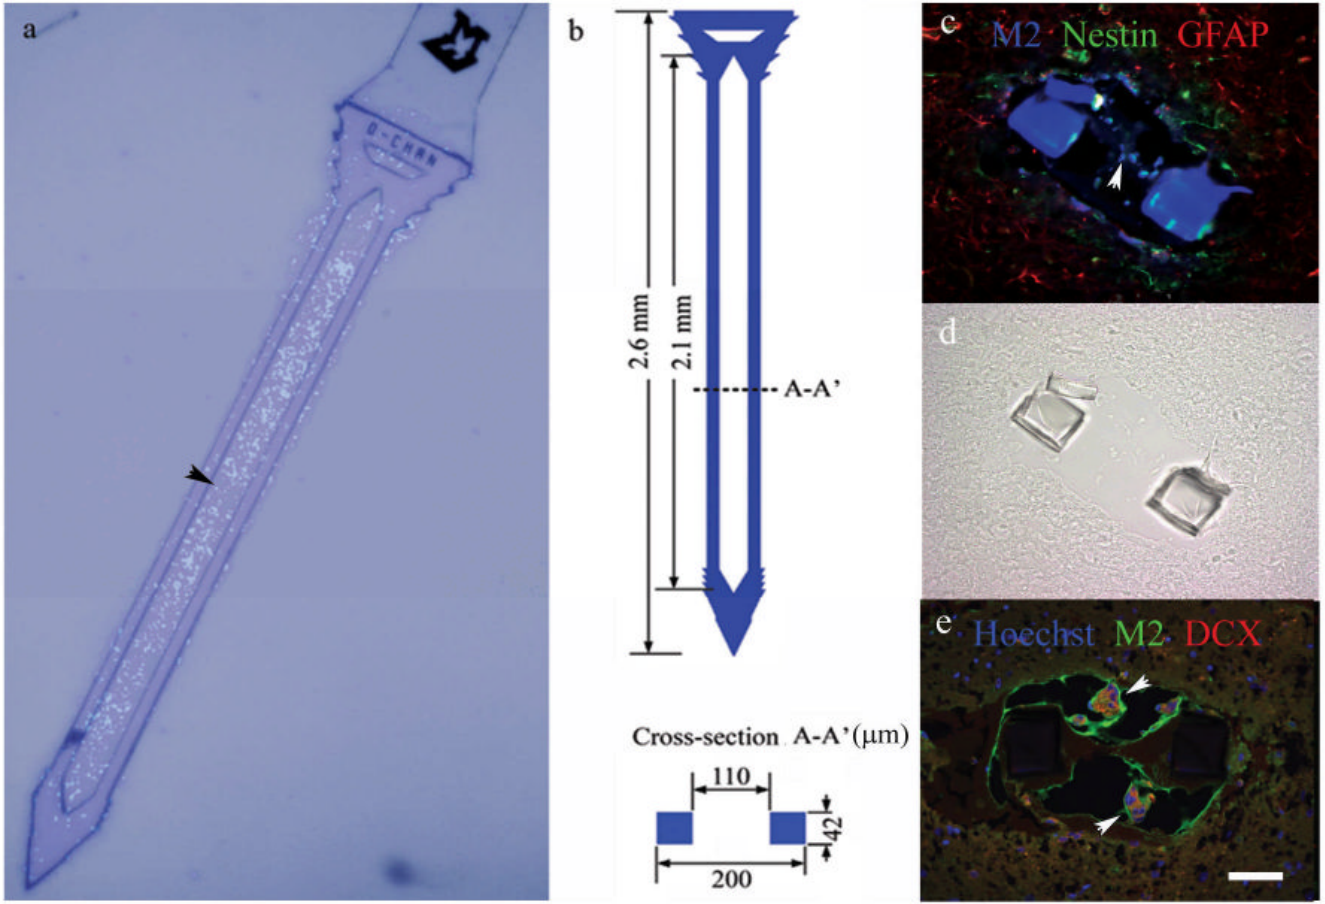 a
D-CHAN
b
2.6 mm
2.1 mm
A-A'
Cross-section A-A' (μm)
110
42
200
c
M2 Nestin GFAP
d
e
Hoechst M2 DCX